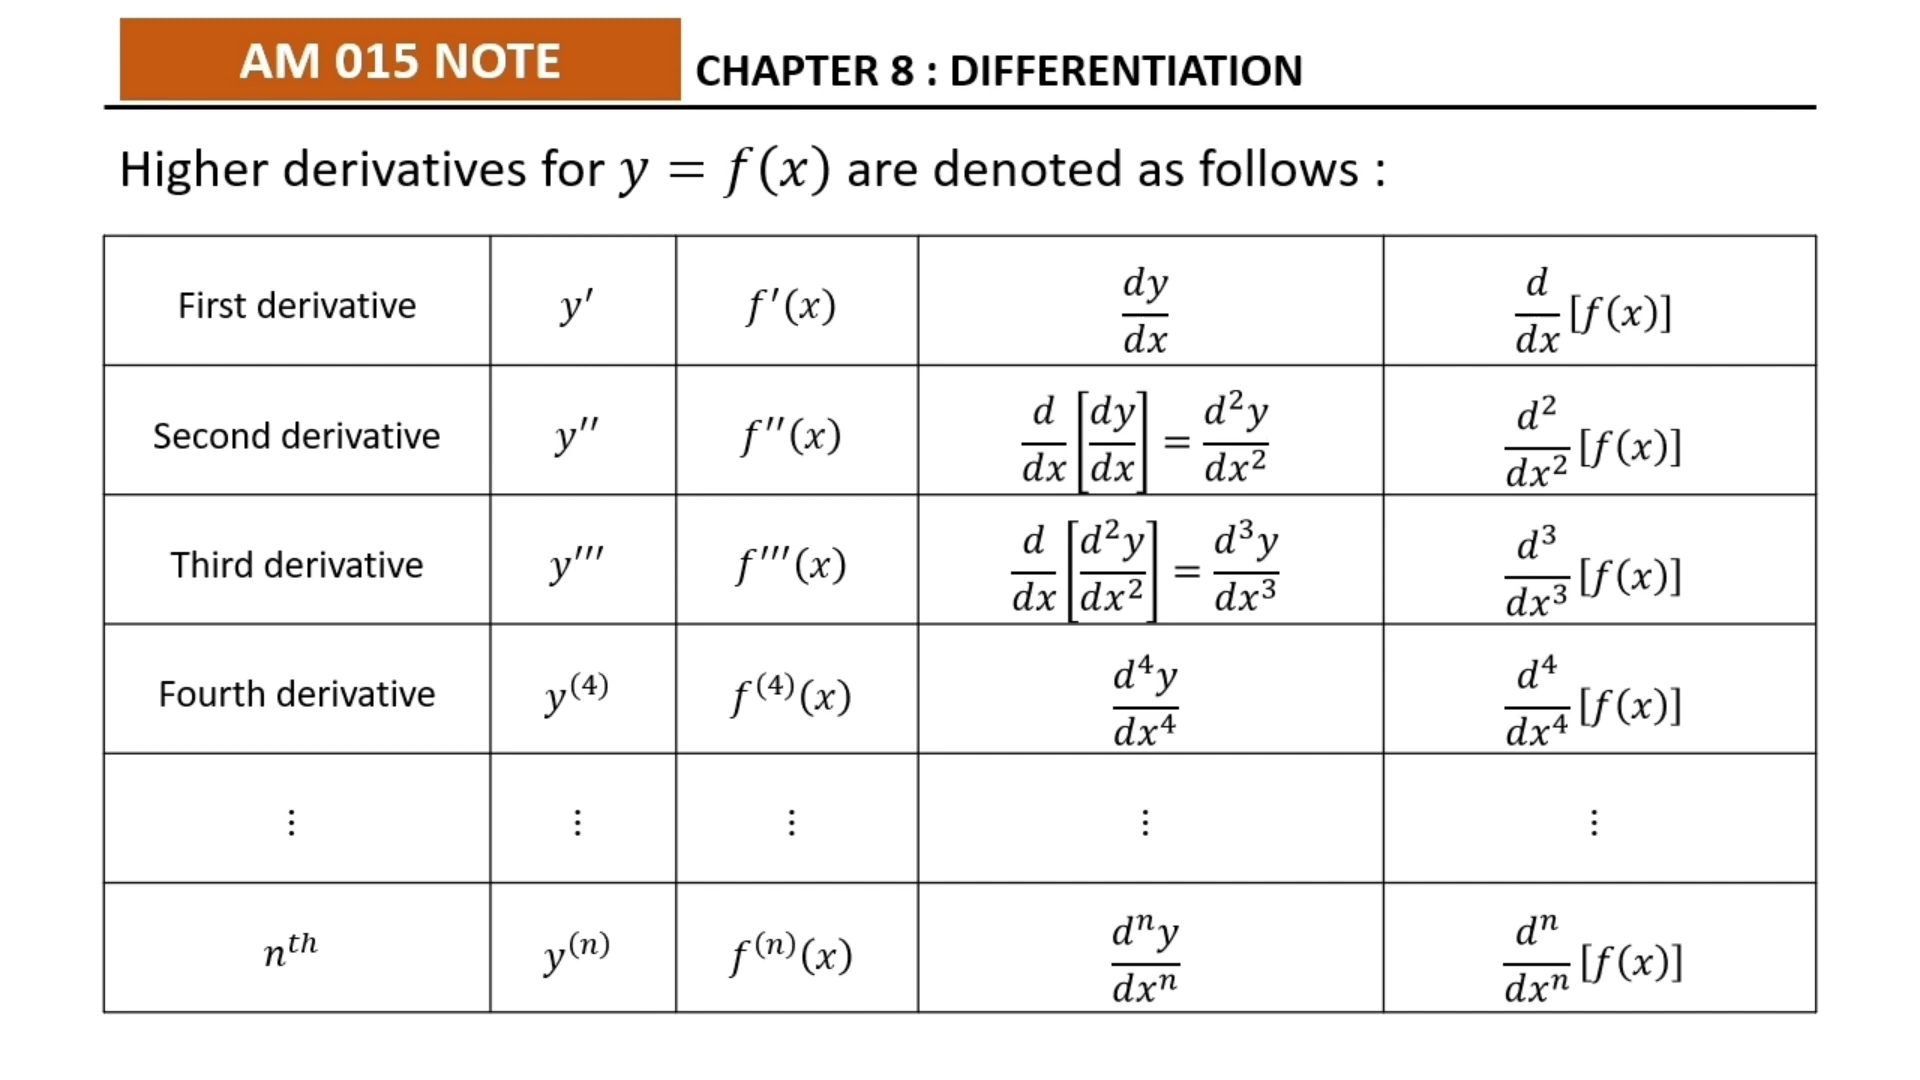 AM 015 NOTE
CHAPTER 8 : DIFFERENTIATION
Higher derivatives for y = f(x) are denoted as follows :
First derivative y′ f′(x) dy/dx d/dx [f(x)]
Second derivative y′′ f′′(x) d/dx [dy/dx] = d²y/dx² d²/dx² [f(x)]
Third derivative y′′′ f′′′(x) d/dx [d²y/dx²] = d³y/dx³ d³/dx³ [f(x)]
Fourth derivative y⁽⁴⁾ f⁽⁴⁾(x) d⁴y/dx⁴ d⁴/dx⁴ [f(x)]
⋮ ⋮ ⋮ ⋮ ⋮
nᵗʰ y⁽ⁿ⁾ f⁽ⁿ⁾(x) dⁿy/dxⁿ dⁿ/dxⁿ [f(x)]